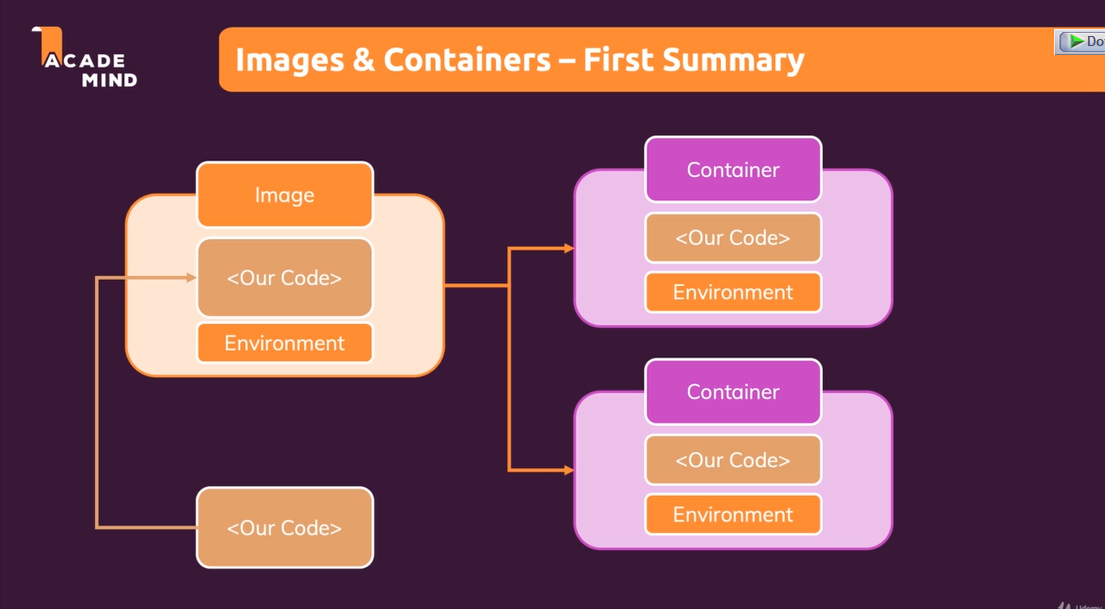 ACADE
MIND
Images & Containers – First Summary
Image
<Our Code>
Environment
<Our Code>
Container
<Our Code>
Environment
Container
<Our Code>
Environment